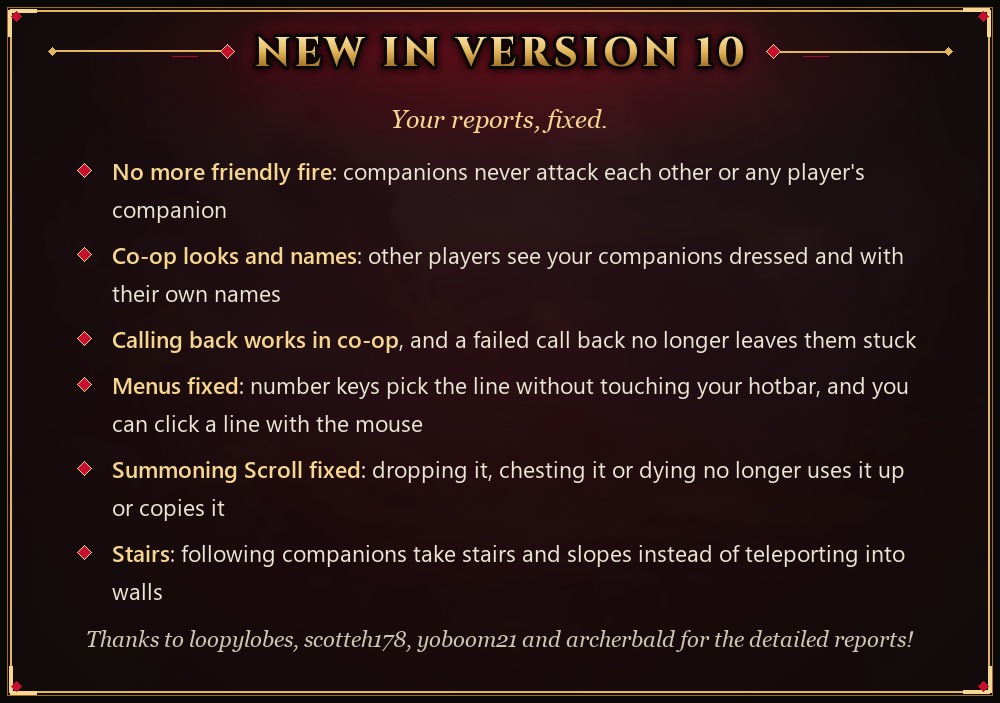 NEW IN VERSION 10
Your reports, fixed.
No more friendly fire: companions never attack each other or any player's
companion
Co-op looks and names: other players see your companions dressed and with
their own names
Calling back works in co-op, and a failed call back no longer leaves them stuck
Menus fixed: number keys pick the line without touching your hotbar, and you
can click a line with the mouse
Summoning Scroll fixed: dropping it, chesting it or dying no longer uses it up
or copies it
Stairs: following companions take stairs and slopes instead of teleporting into
walls
Thanks to loopylobes, scotteh178, yoboom21 and archerbald for the detailed reports!